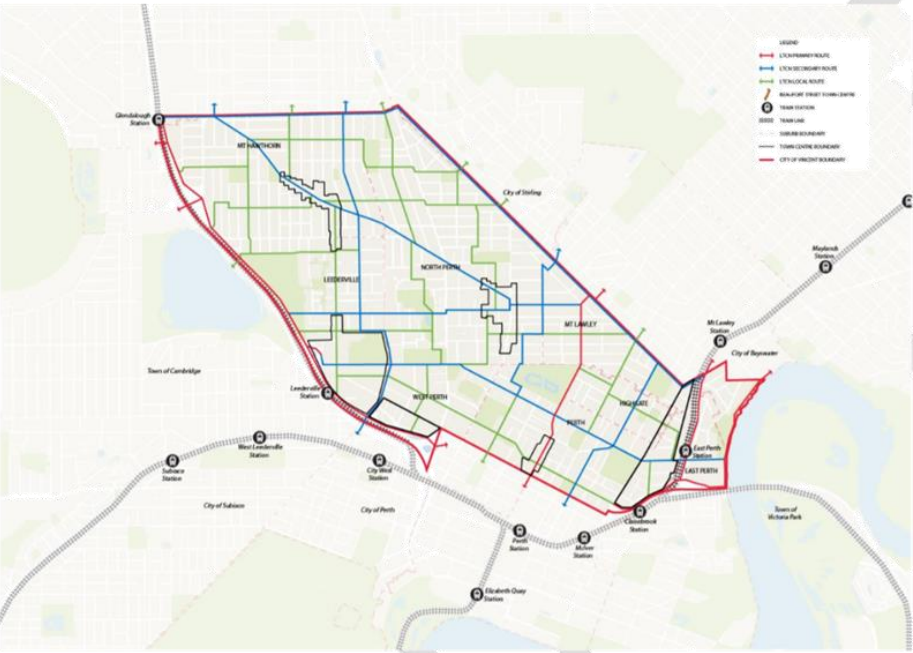 LEGEND
LTCN PRIMARY ROUTE
LTCN SECONDARY ROUTE
LTCN LOCAL ROUTE
BEAUFORT STREET TOWN CENTRE
TRAIN STATION
TRAIN LINE
SUBURB BOUNDARY
TOWN CENTRE BOUNDARY
CITY OF VINCENT BOUNDARY
Glendalough
Station
MT HAWTHORN
City of Stirling
Maylands
Station
NORTH PERTH
LEEDERVILLE
MT LAWLEY
Mt Lawley
Station
City of Bayswater
Town of Cambridge
Leederville
Station
WEST PERTH
HIGHGATE
PERTH
West Leederville
Station
East Perth
Station
EAST PERTH
Subiaco
Station
City West
Station
City of Subiaco
City of Perth
Claisebrook
Station
Town of
Victoria Park
Perth
Station
McIver
Station
Elizabeth Quay
Station